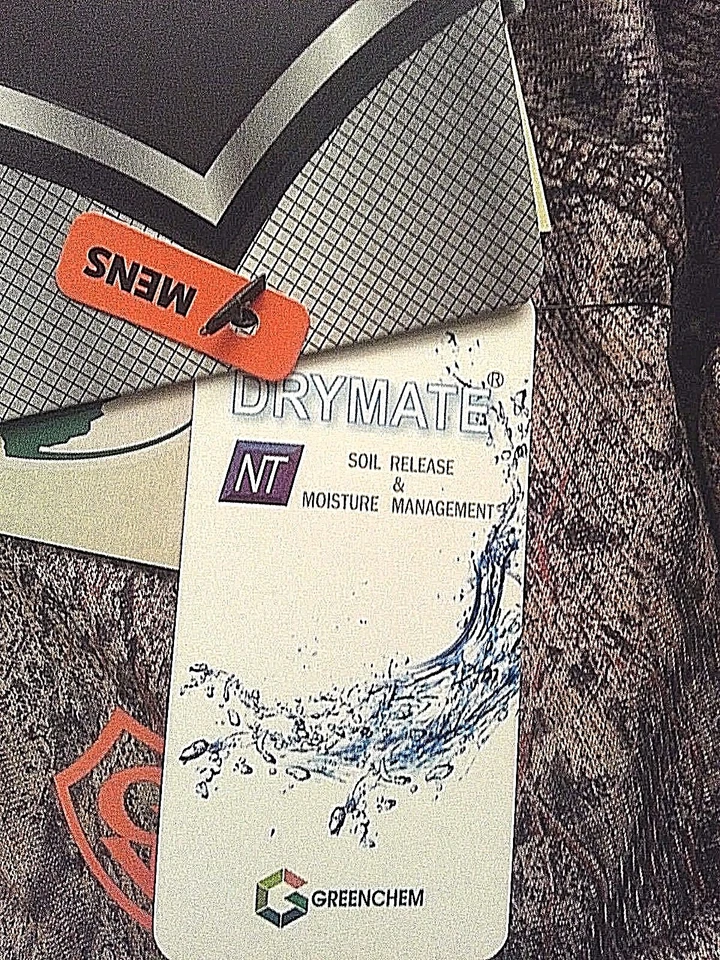 MENS
DRYMATE®
NT
SOIL RELEASE
&
MOISTURE MANAGEMENT
GREENCHEM